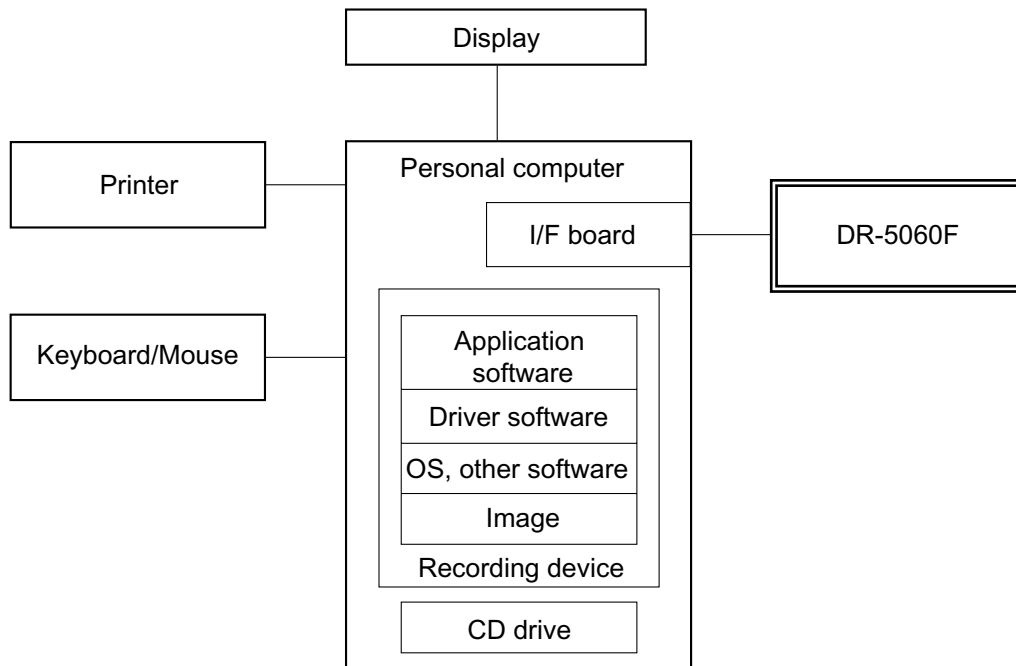 Display
Personal computer
Printer
I/F board
DR-5060F
Keyboard/Mouse
Application
software
Driver software
OS, other software
Image
Recording device
CD drive